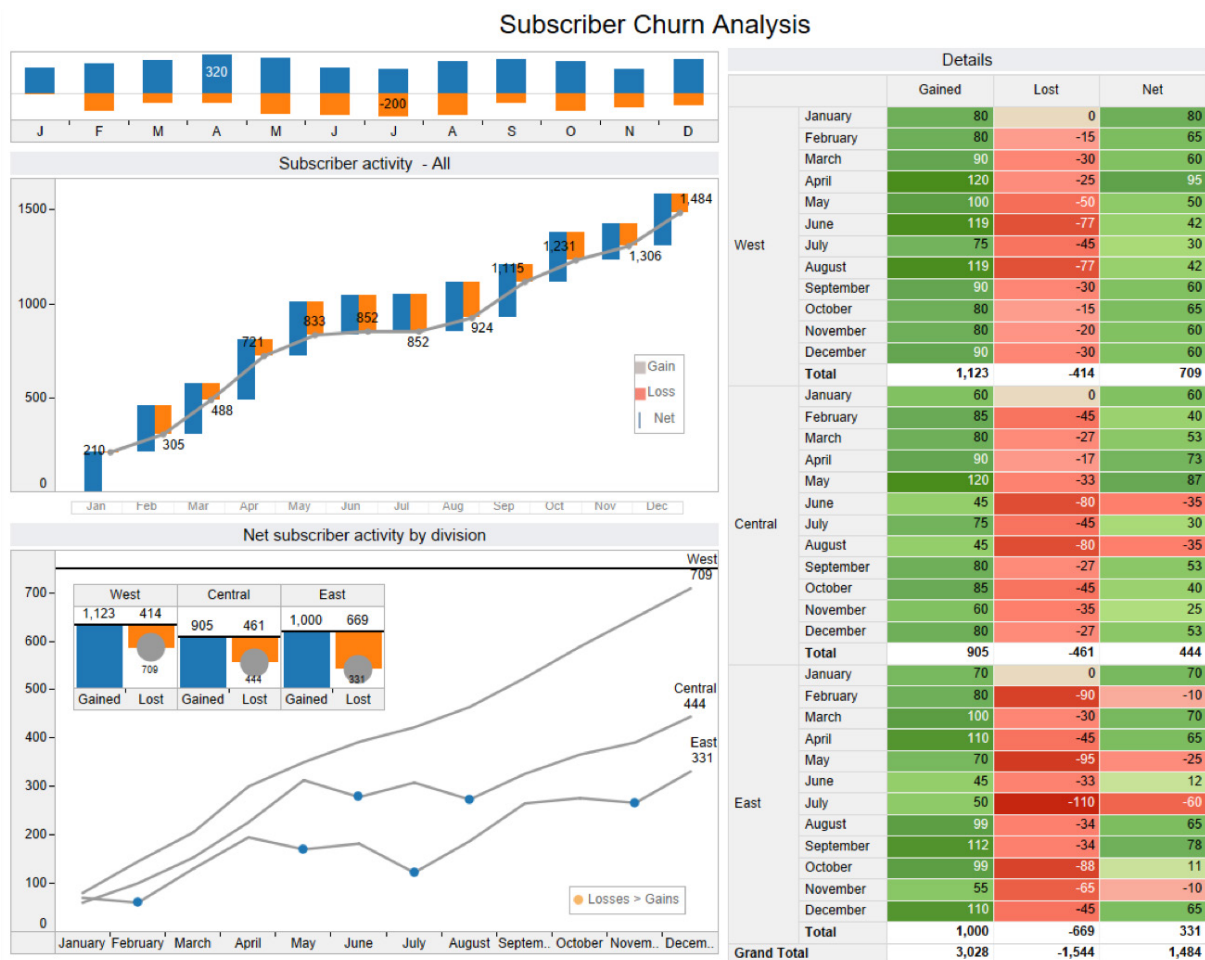 Subscriber Churn Analysis
320
-200
J F M A M J J A S O N D
Subscriber activity - All
1500
1000
500
0
210
305
488
721
833
852
852
924
1,115
1,231
1,306
1,484
Gain
Loss
Net
Jan Feb Mar Apr May Jun Jul Aug Sep Oct Nov Dec
Net subscriber activity by division
700
600
500
400
300
200
100
0
West Central East
1,123 414 905 461 1,000 669
709 444 331
Gained Lost Gained Lost Gained Lost
West
709
Central
444
East
331
Losses > Gains
January February March April May June July August Septem.. October Novem.. Decem..
Details
Gained Lost Net
West
January 80 0 80
February 80 -15 65
March 90 -30 60
April 120 -25 95
May 100 -50 50
June 119 -77 42
July 75 -45 30
August 119 -77 42
September 90 -30 60
October 80 -15 65
November 80 -20 60
December 90 -30 60
Total 1,123 -414 709
Central
January 60 0 60
February 85 -45 40
March 80 -27 53
April 90 -17 73
May 120 -33 87
June 45 -80 -35
July 75 -45 30
August 45 -80 -35
September 80 -27 53
October 85 -45 40
November 60 -35 25
December 80 -27 53
Total 905 -461 444
East
January 70 0 70
February 80 -90 -10
March 100 -30 70
April 110 -45 65
May 70 -95 -25
June 45 -33 12
July 50 -110 -60
August 99 -34 65
September 112 -34 78
October 99 -88 11
November 55 -65 -10
December 110 -45 65
Total 1,000 -669 331
Grand Total 3,028 -1,544 1,484